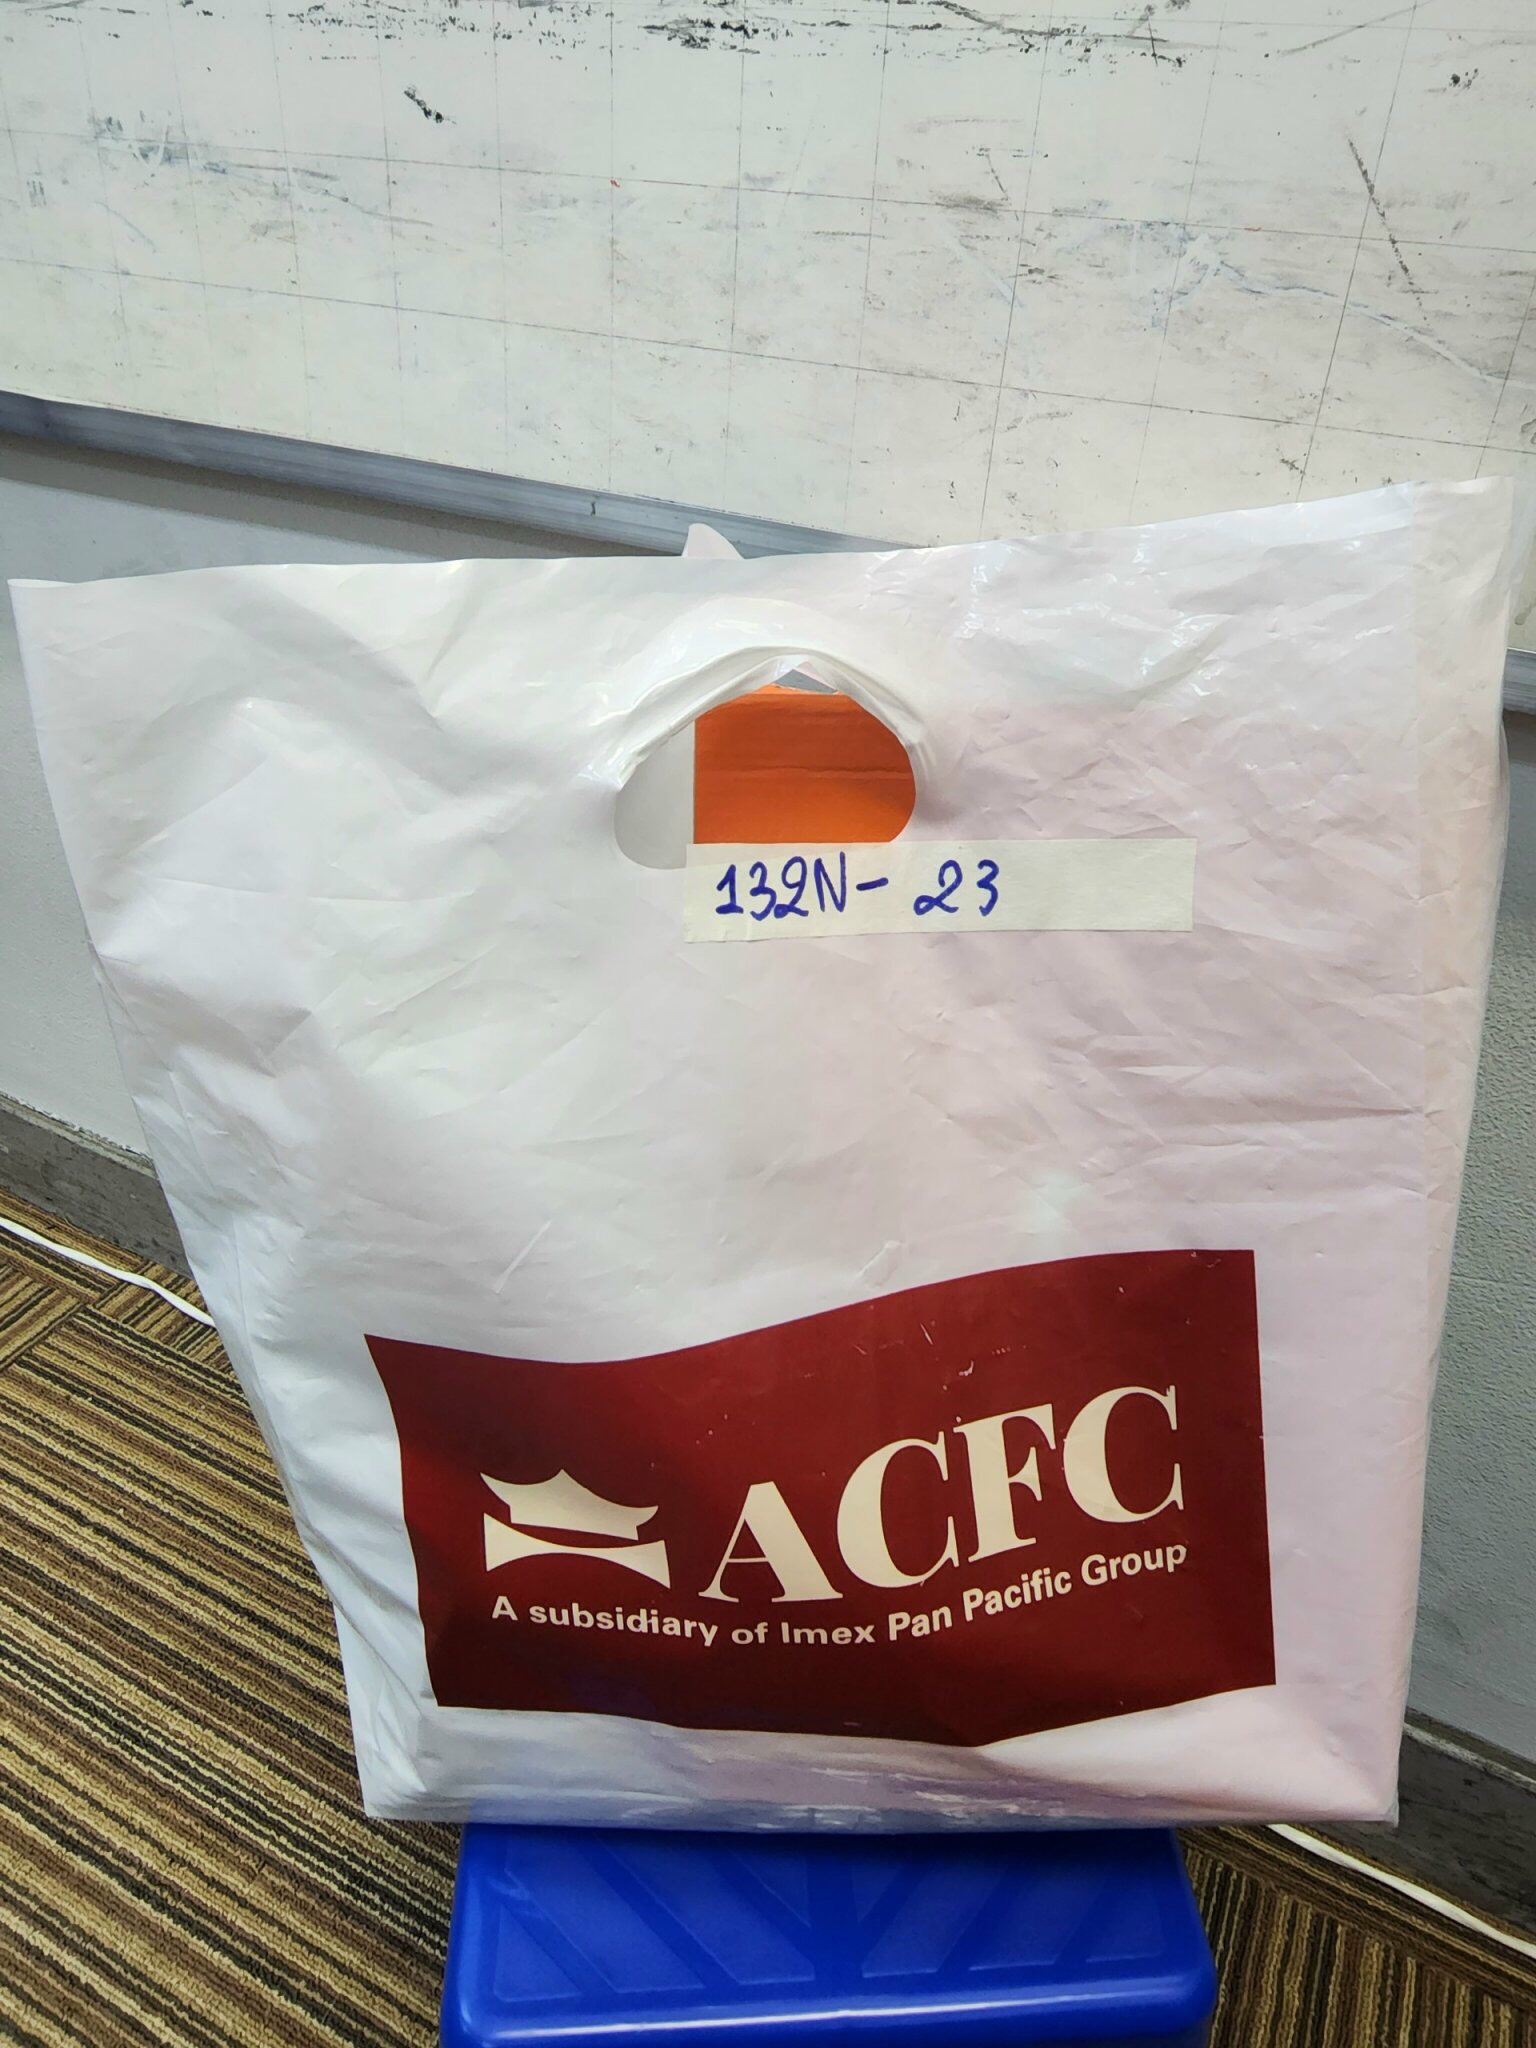 132N- 23
ACFC
A subsidiary of Imex Pan Pacific Group